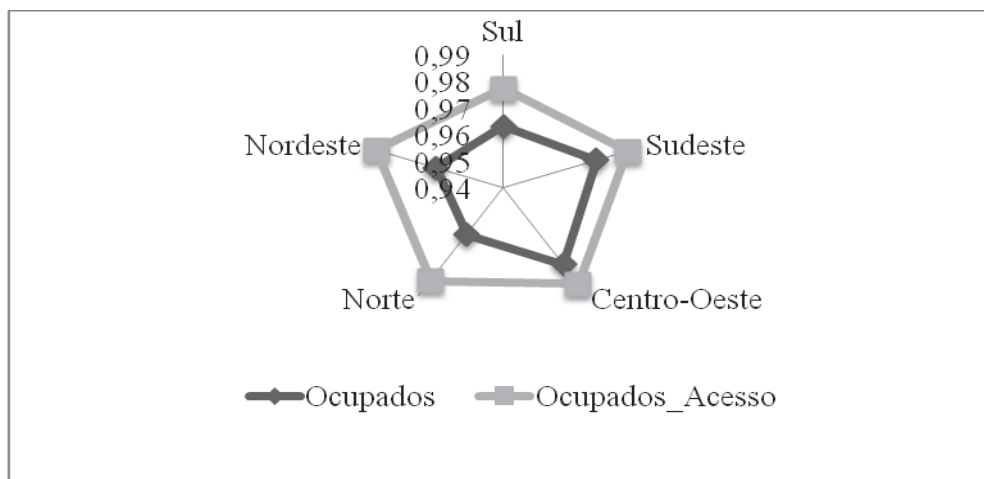 Sul
0,99
0,98
0,97
0,96
0,95
0,94
Nordeste
Sudeste
Norte
Centro-Oeste
Ocupados
Ocupados_Acesso